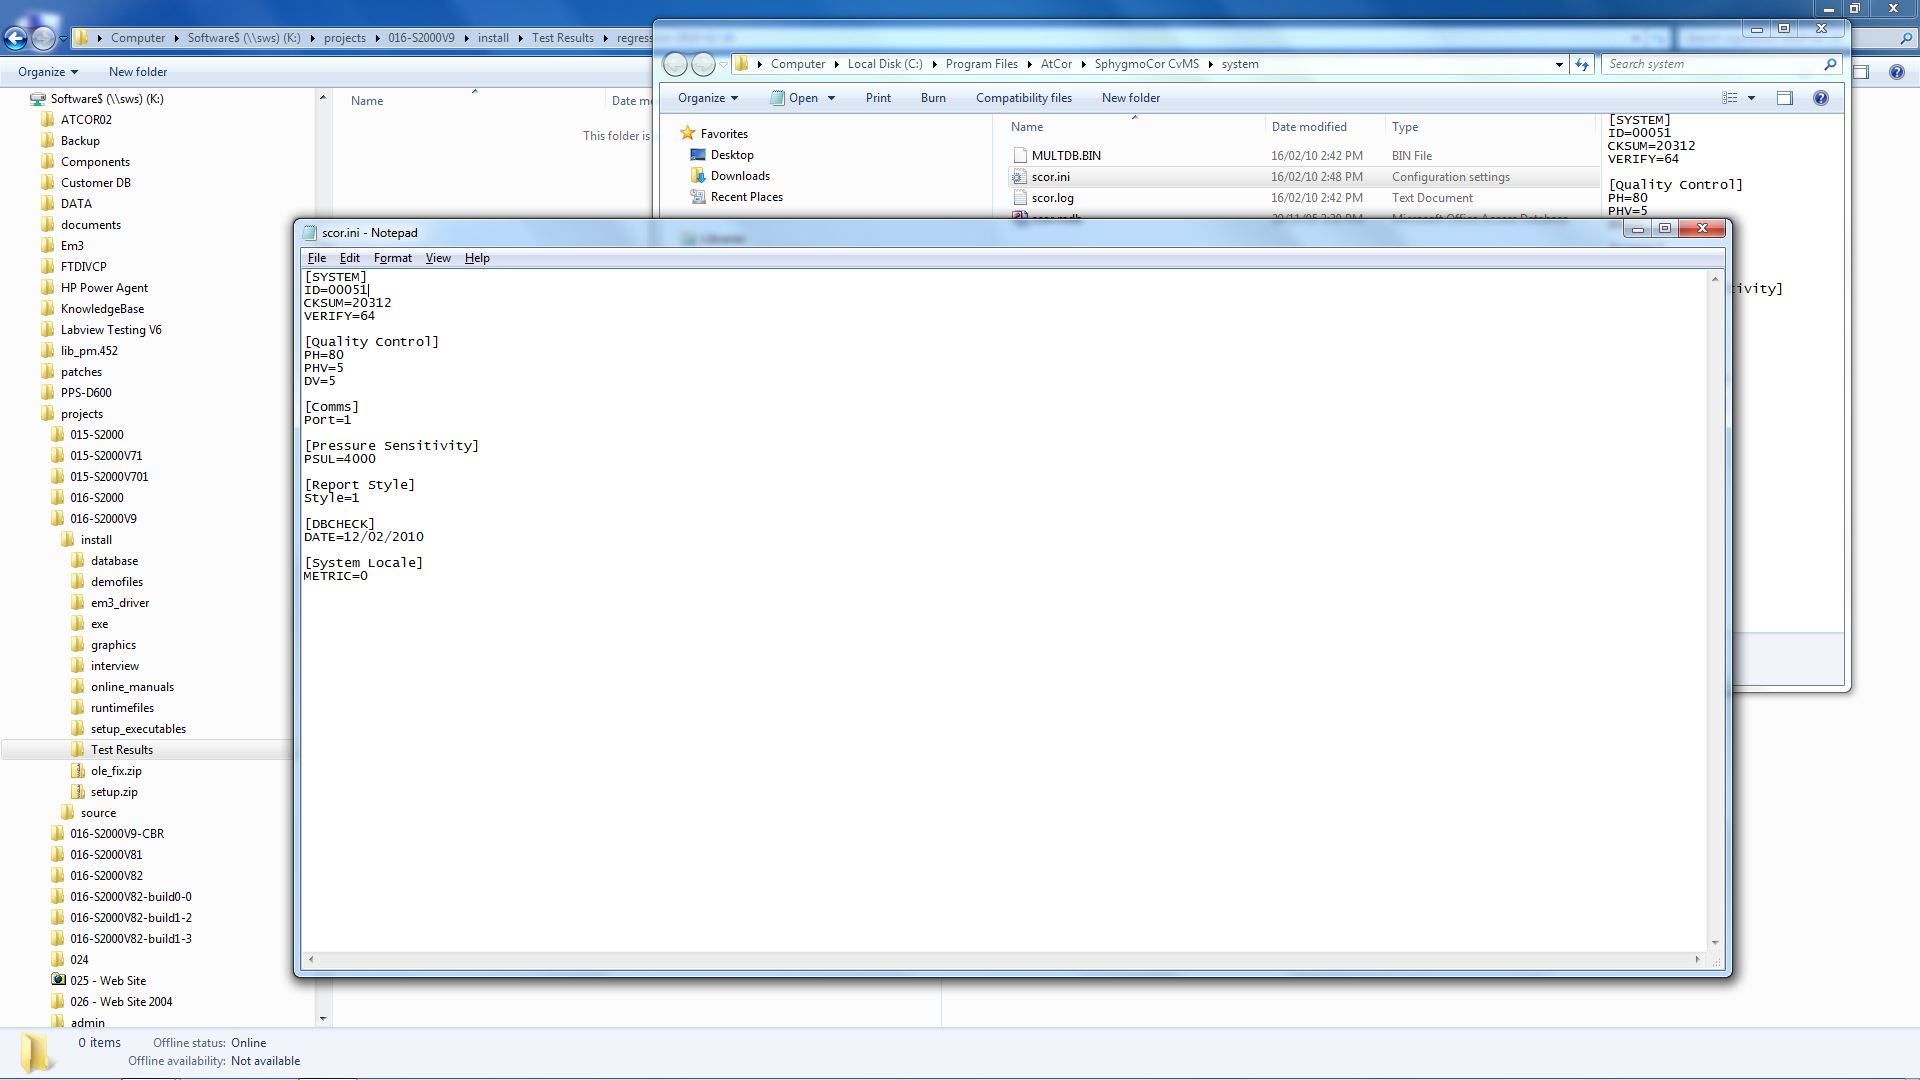 Computer ▸ Software$ (\\sws) (K:) ▸ projects ▸ 016-S2000V9 ▸ install ▸ Test Results ▸
Organize New folder
Software$ (\\sws) (K:)
ATCOR02
Backup
Components
Customer DB
DATA
documents
Em3
FTDIVCP
HP Power Agent
KnowledgeBase
Labview Testing V6
lib_pm.452
patches
PPS-D600
projects
015-S2000
015-S2000V71
015-S2000V701
016-S2000
016-S2000V9
install
database
demofiles
em3_driver
exe
graphics
interview
online_manuals
runtimefiles
setup_executables
Test Results
ole_fix.zip
setup.zip
source
016-S2000V9-CBR
016-S2000V81
016-S2000V82
016-S2000V82-build0-0
016-S2000V82-build1-2
016-S2000V82-build1-3
024
025 - Web Site
026 - Web Site 2004
admin
Name
This folder is
0 items Offline status: Online
Offline availability: Not available
Computer ▸ Local Disk (C:) ▸ Program Files ▸ AtCor ▸ SphygmoCor CvMS ▸ system
Search system
Organize Open Print Burn Compatibility files New folder
Favorites
Desktop
Downloads
Recent Places
Name Date modified Type
MULTDB.BIN 16/02/10 2:42 PM BIN File
scor.ini 16/02/10 2:48 PM Configuration settings
scor.log 16/02/10 2:42 PM Text Document
[SYSTEM]
ID=00051
CKSUM=20312
VERIFY=64
[Quality Control]
PH=80
PHV=5
scor.ini - Notepad
File Edit Format View Help
[SYSTEM]
ID=00051
CKSUM=20312
VERIFY=64
[Quality Control]
PH=80
PHV=5
DV=5
[Comms]
Port=1
[Pressure Sensitivity]
PSUL=4000
[Report Style]
Style=1
[DBCHECK]
DATE=12/02/2010
[System Locale]
METRIC=0